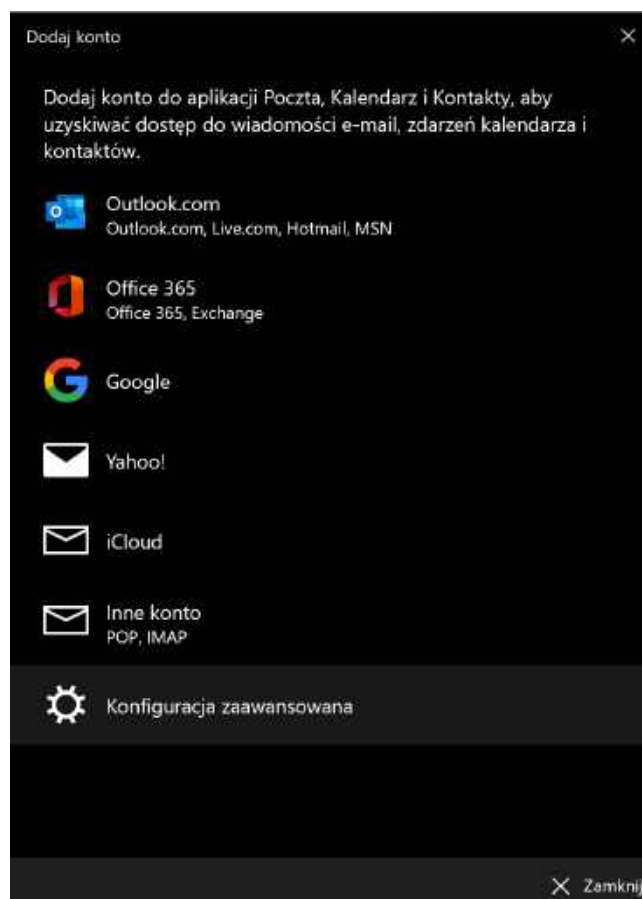 Dodaj konto
Dodaj konto do aplikacji Poczta, Kalendarz i Kontakty, aby
uzyskiwać dostęp do wiadomości e-mail, zdarzeń kalendarza i
kontaktów.
Outlook.com
Outlook.com, Live.com, Hotmail, MSN
Office 365
Office 365, Exchange
Google
Yahoo!
iCloud
Inne konto
POP, IMAP
Konfiguracja zaawansowana
Zamknij